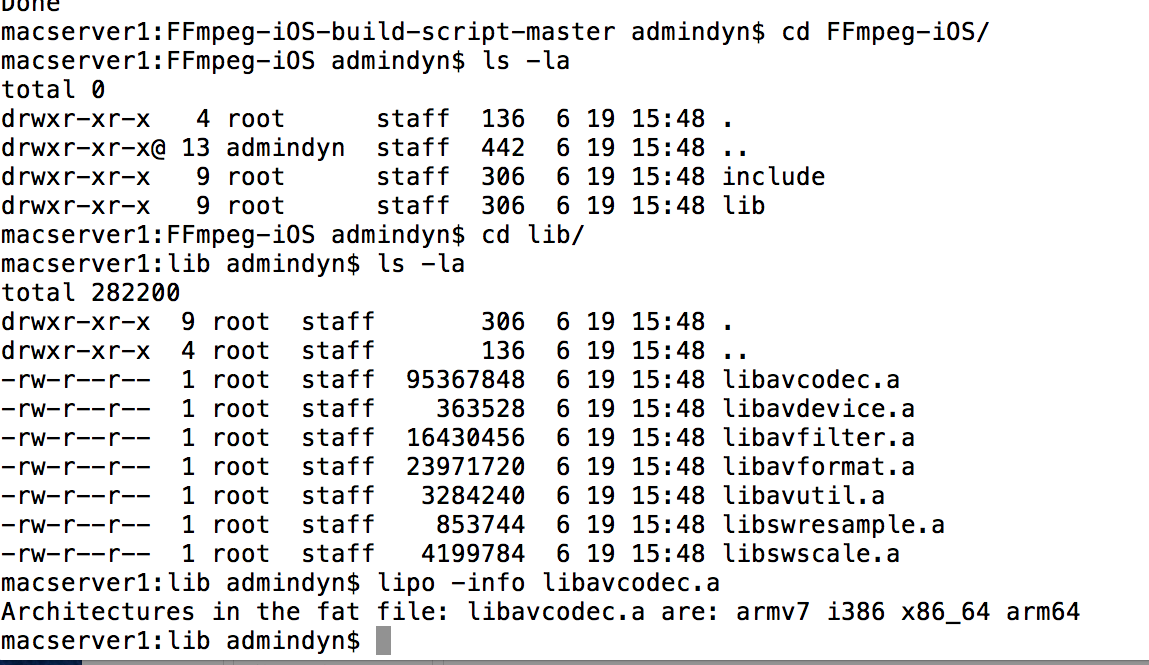 Done
macserver1:FFmpeg-iOS-build-script-master admindyn$ cd FFmpeg-iOS/
macserver1:FFmpeg-iOS admindyn$ ls -la
total 0
drwxr-xr-x   4 root      staff  136  6 19 15:48 .
drwxr-xr-x@ 13 admindyn  staff  442  6 19 15:48 ..
drwxr-xr-x   9 root      staff  306  6 19 15:48 include
drwxr-xr-x   9 root      staff  306  6 19 15:48 lib
macserver1:FFmpeg-iOS admindyn$ cd lib/
macserver1:lib admindyn$ ls -la
total 282200
drwxr-xr-x  9 root  staff       306  6 19 15:48 .
drwxr-xr-x  4 root  staff       136  6 19 15:48 ..
-rw-r--r--  1 root  staff  95367848  6 19 15:48 libavcodec.a
-rw-r--r--  1 root  staff    363528  6 19 15:48 libavdevice.a
-rw-r--r--  1 root  staff  16430456  6 19 15:48 libavfilter.a
-rw-r--r--  1 root  staff  23971720  6 19 15:48 libavformat.a
-rw-r--r--  1 root  staff   3284240  6 19 15:48 libavutil.a
-rw-r--r--  1 root  staff    853744  6 19 15:48 libswresample.a
-rw-r--r--  1 root  staff   4199784  6 19 15:48 libswscale.a
macserver1:lib admindyn$ lipo -info libavcodec.a
Architectures in the fat file: libavcodec.a are: armv7 i386 x86_64 arm64
macserver1:lib admindyn$